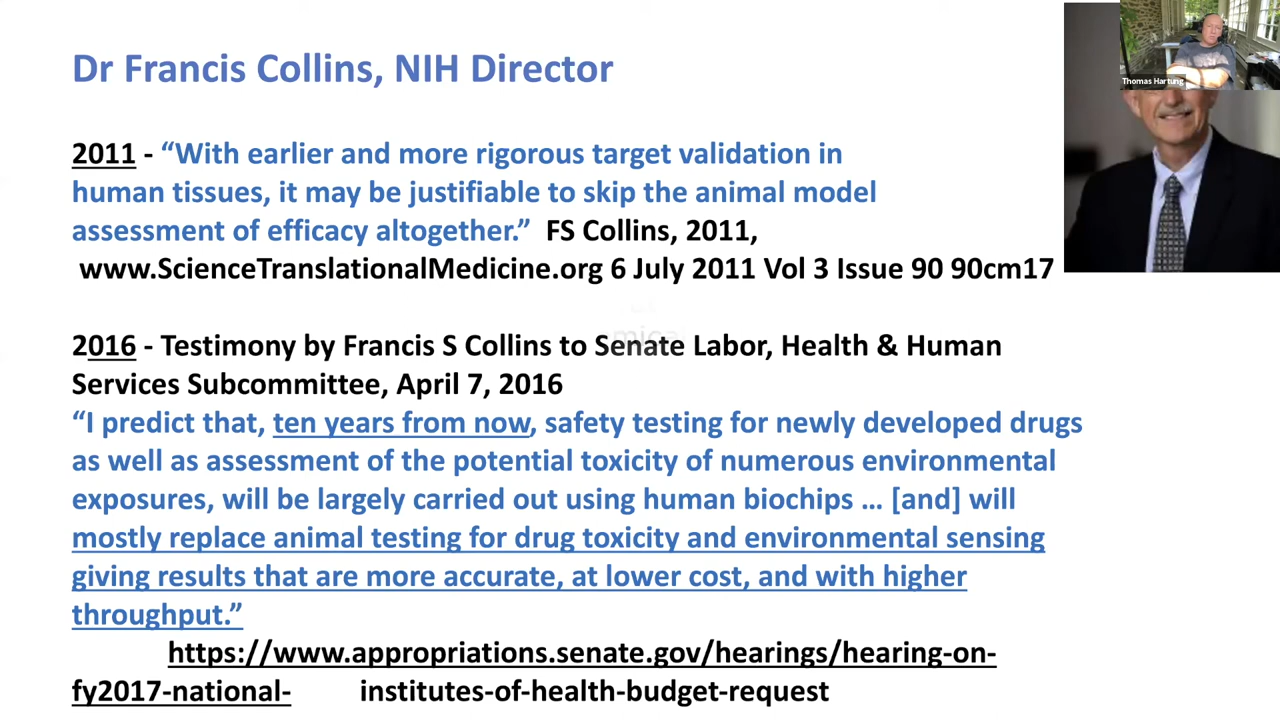 Dr Francis Collins, NIH Director
Thomas Hartung
2011 - “With earlier and more rigorous target validation in
human tissues, it may be justifiable to skip the animal model
assessment of efficacy altogether.” FS Collins, 2011,
www.ScienceTranslationalMedicine.org 6 July 2011 Vol 3 Issue 90 90cm17
2016 - Testimony by Francis S Collins to Senate Labor, Health & Human
Services Subcommittee, April 7, 2016
“I predict that, ten years from now, safety testing for newly developed drugs
as well as assessment of the potential toxicity of numerous environmental
exposures, will be largely carried out using human biochips … [and] will
mostly replace animal testing for drug toxicity and environmental sensing
giving results that are more accurate, at lower cost, and with higher
throughput.”
https://www.appropriations.senate.gov/hearings/hearing-on-
fy2017-national- institutes-of-health-budget-request